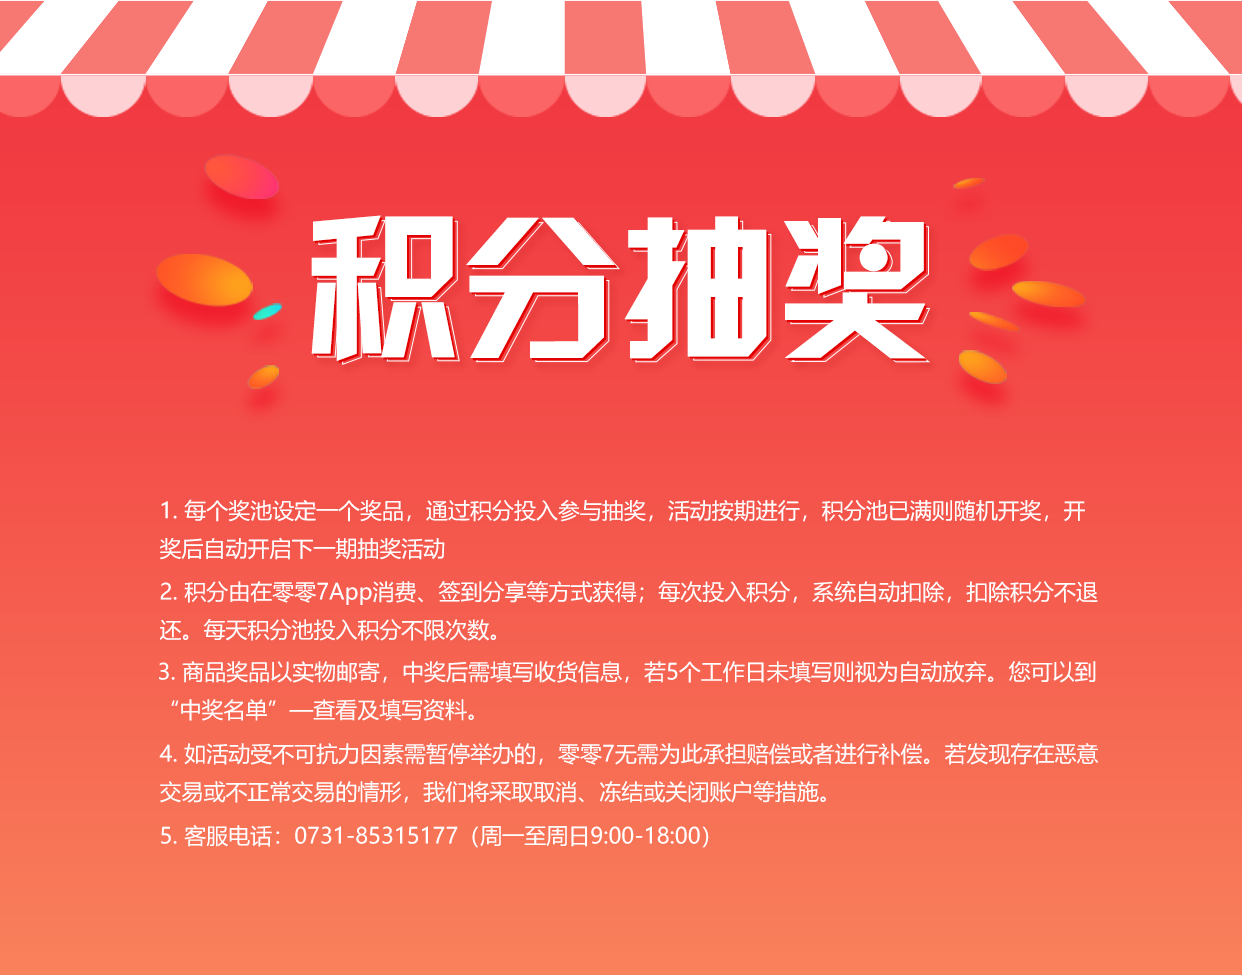 积分抽奖
1. 每个奖池设定一个奖品，通过积分投入参与抽奖，活动按期进行，积分池已满则随机开奖，开
奖后自动开启下一期抽奖活动
2. 积分由在零零7App消费、签到分享等方式获得；每次投入积分，系统自动扣除，扣除积分不退
还。每天积分池投入积分不限次数。
3. 商品奖品以实物邮寄，中奖后需填写收货信息，若5个工作日未填写则视为自动放弃。您可以到
“中奖名单”—查看及填写资料。
4. 如活动受不可抗力因素需暂停举办的，零零7无需为此承担赔偿或者进行补偿。若发现存在恶意
交易或不正常交易的情形，我们将采取取消、冻结或关闭账户等措施。
5. 客服电话：0731-85315177（周一至周日9:00-18:00）